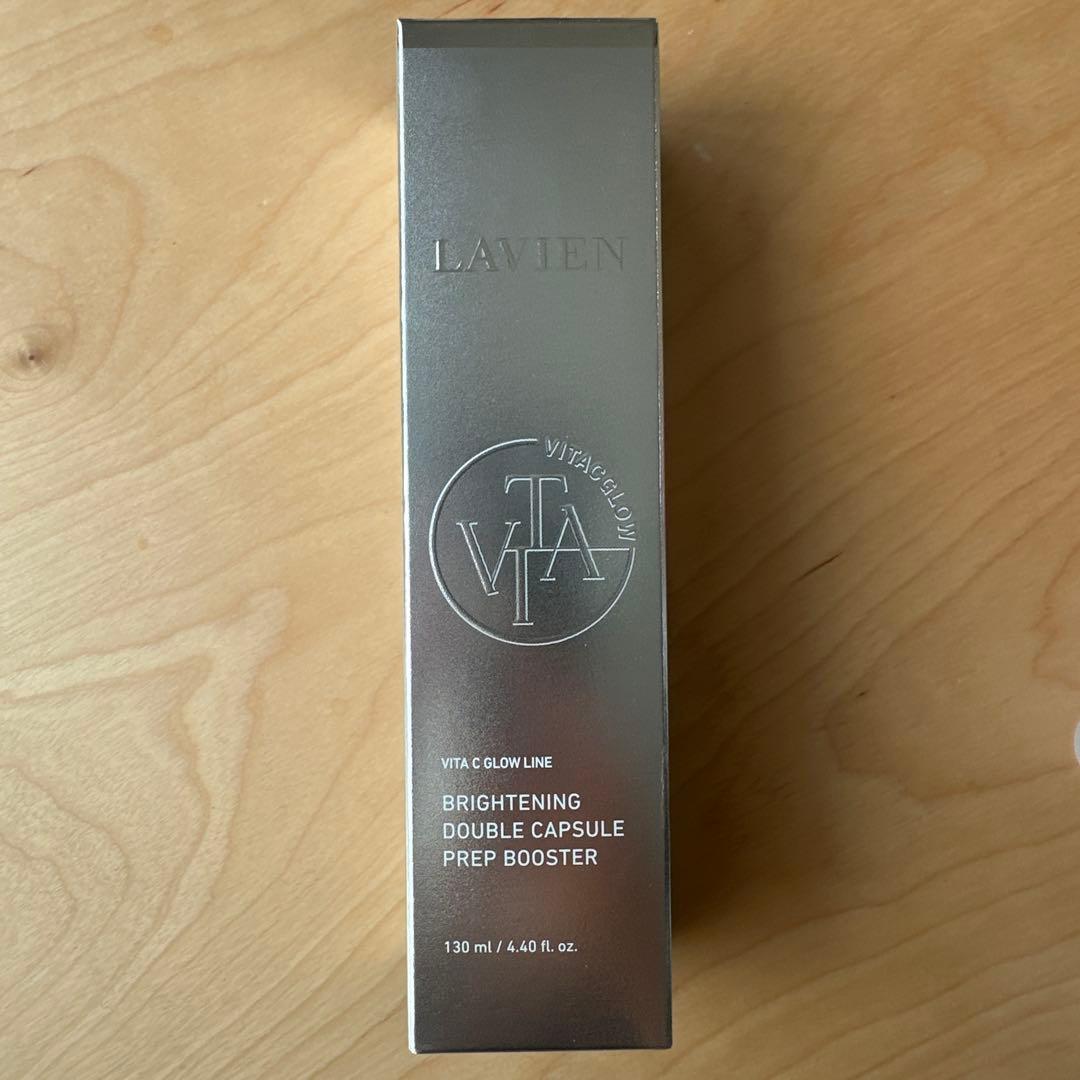 LAVIEN
VITACGLOW
VITA
VITA C GLOW LINE
BRIGHTENING
DOUBLE CAPSULE
PREP BOOSTER
130 ml / 4.40 fl. oz.